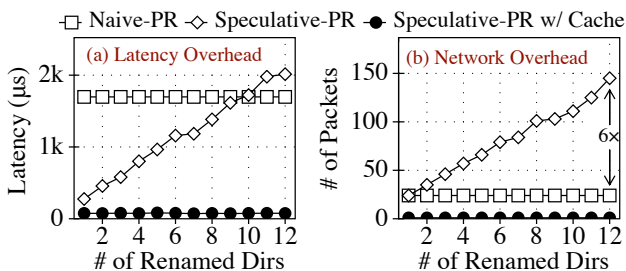 Naive-PR Speculative-PR Speculative-PR w/ Cache
(a) Latency Overhead
Latency (μs)
2k
1k
0
2 4 6 8 10 12
# of Renamed Dirs
(b) Network Overhead
# of Packets
150
100
50
0
6×
2 4 6 8 10 12
# of Renamed Dirs